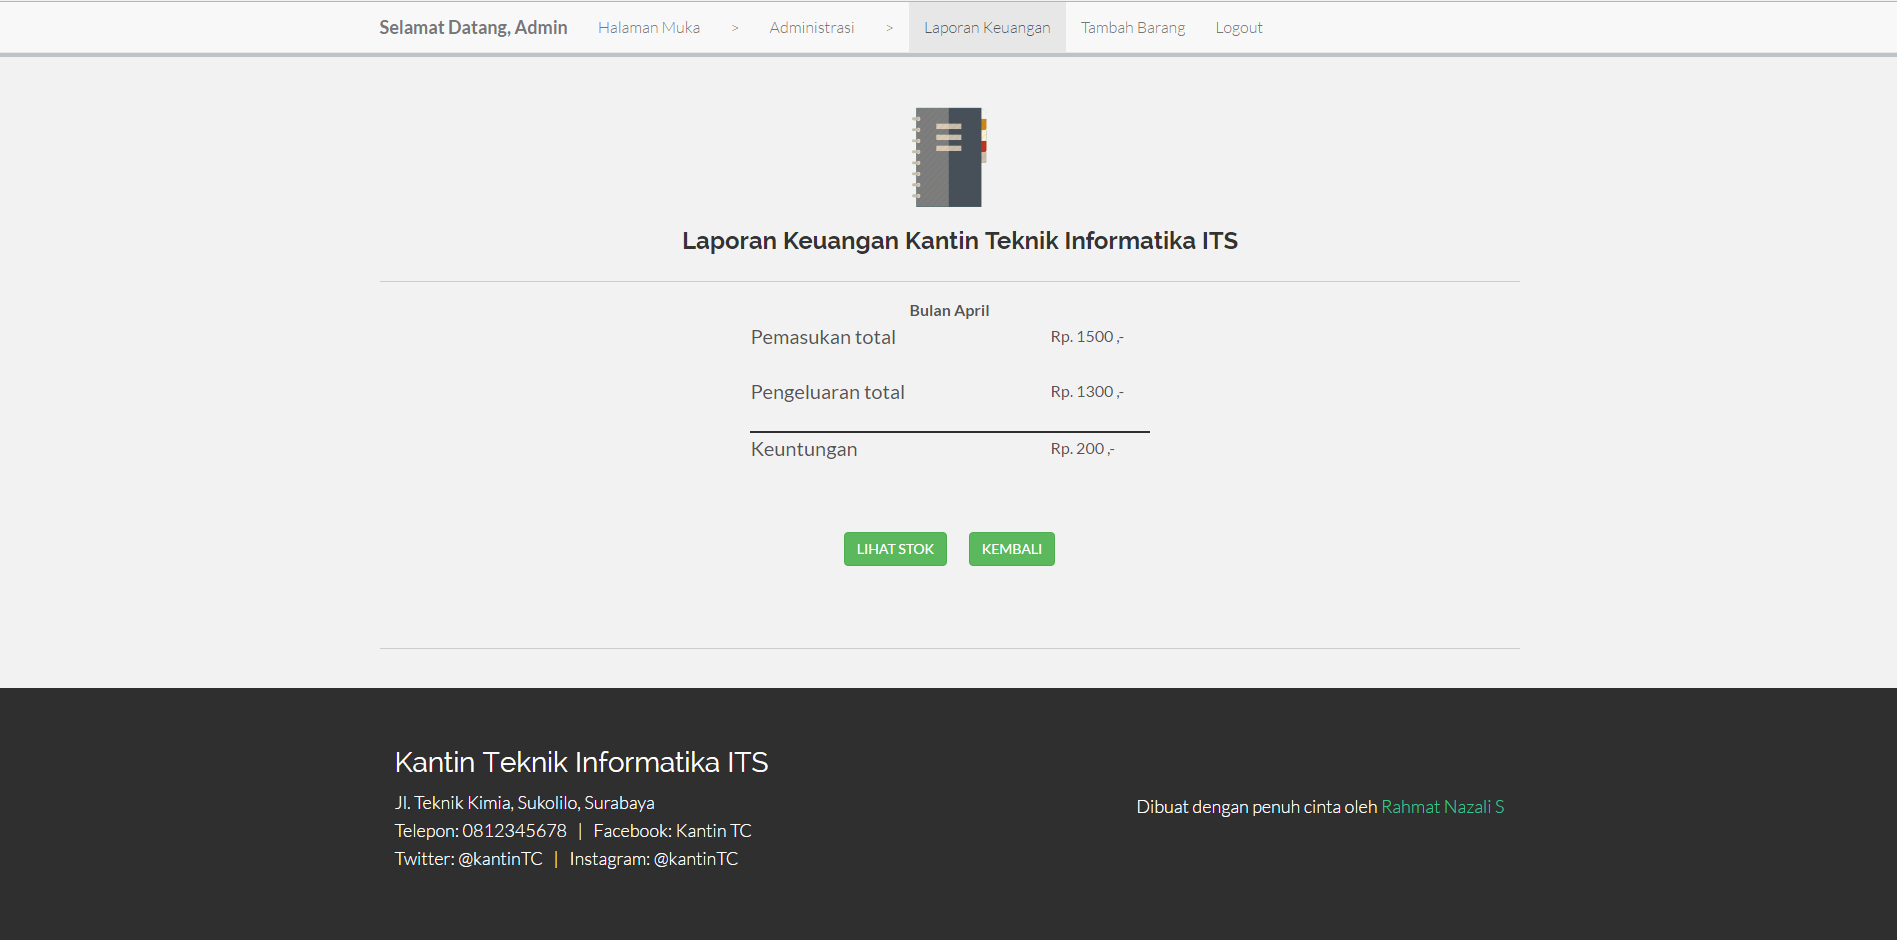 Selamat Datang, Admin Halaman Muka > Administrasi > Laporan Keuangan Tambah Barang Logout
Laporan Keuangan Kantin Teknik Informatika ITS
Bulan April
Pemasukan total Rp. 1500 ,-
Pengeluaran total Rp. 1300 ,-
Keuntungan Rp. 200 ,-
LIHAT STOK KEMBALI
Kantin Teknik Informatika ITS
Jl. Teknik Kimia, Sukolilo, Surabaya
Telepon: 0812345678 | Facebook: Kantin TC
Twitter: @kantinTC | Instagram: @kantinTC
Dibuat dengan penuh cinta oleh Rahmat Nazali S